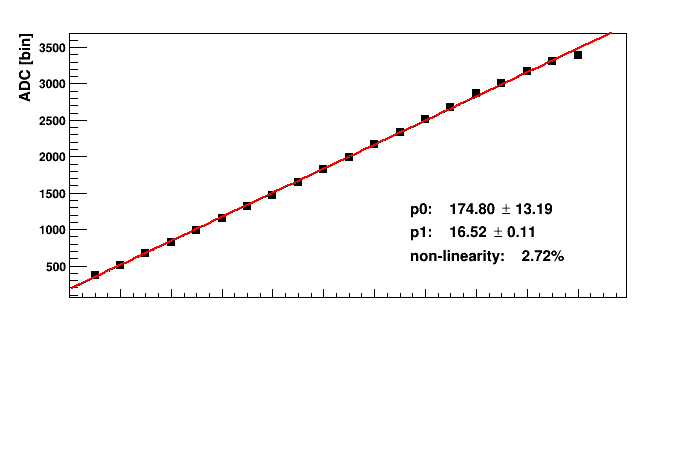 ADC [bin]
3500
3000
2500
2000
1500
1000
500
p0: 174.80 ± 13.19
p1: 16.52 ± 0.11
non-linearity: 2.72%